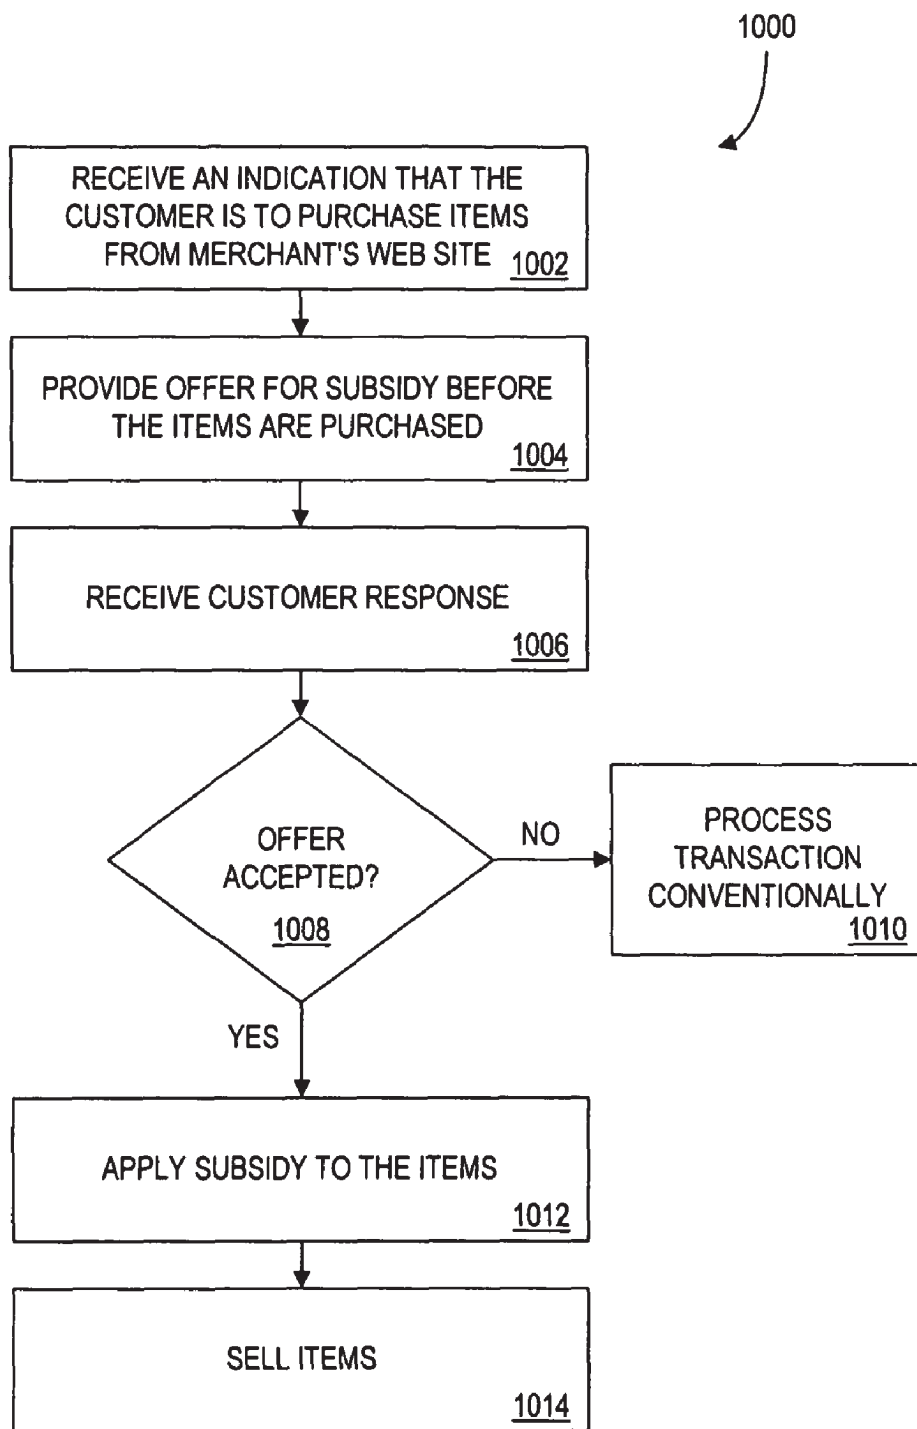 1000
RECEIVE AN INDICATION THAT THE
CUSTOMER IS TO PURCHASE ITEMS
FROM MERCHANT'S WEB SITE
1002
PROVIDE OFFER FOR SUBSIDY BEFORE
THE ITEMS ARE PURCHASED
1004
RECEIVE CUSTOMER RESPONSE
1006
OFFER
ACCEPTED?
1008
NO
PROCESS
TRANSACTION
CONVENTIONALLY
1010
YES
APPLY SUBSIDY TO THE ITEMS
1012
SELL ITEMS
1014